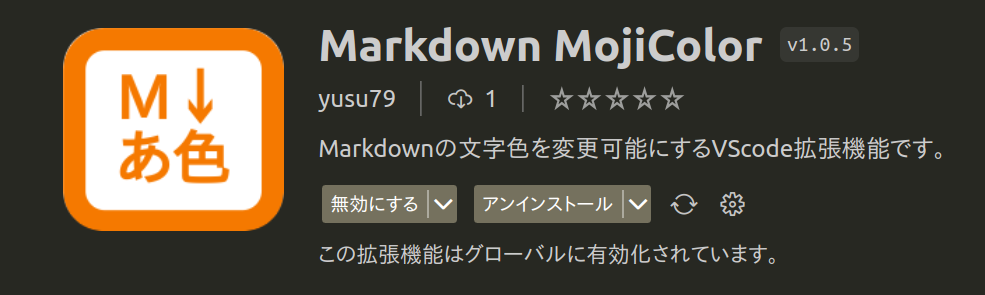 M↓
あ色
Markdown MojiColor v1.0.5
yusu79 1 ☆☆☆☆☆
Markdownの文字色を変更可能にするVScode拡張機能です。
無効にする アンインストール
この拡張機能はグローバルに有効化されています。